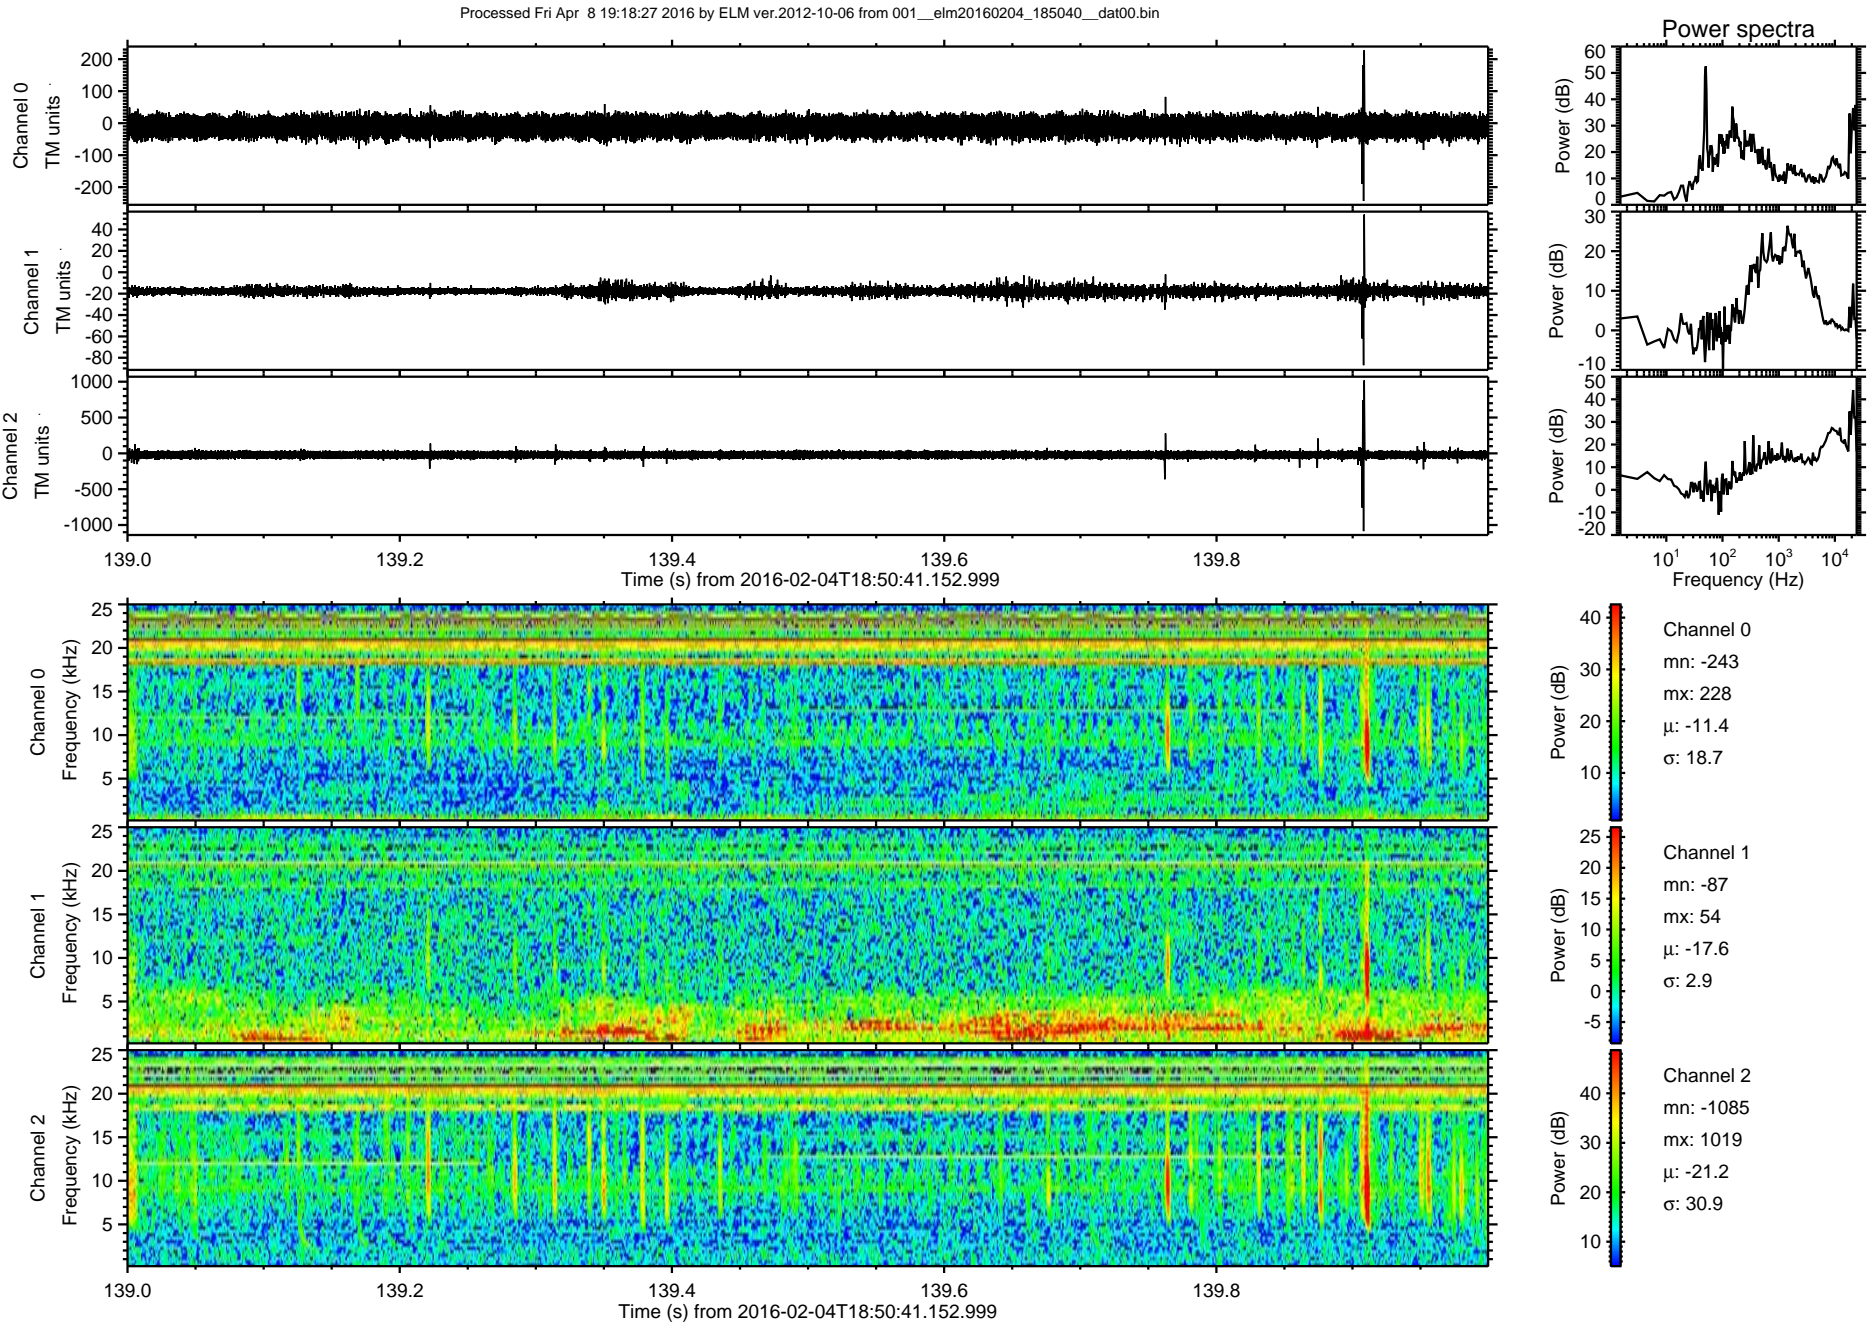 Processed Fri Apr  8 19:18:27 2016 by ELM ver.2012-10-06 from 001__elm20160204_185040__dat00.bin
Power spectra
Channel 0
TM units
200
100
0
-100
-200
Power (dB)
60
50
40
30
20
10
0
Channel 1
TM units
40
20
0
-20
-40
-60
-80
Power (dB)
30
20
10
0
-10
Channel 2
TM units
1000
500
0
-500
-1000
Power (dB)
50
40
30
20
10
0
-10
-20
139.0 139.2 139.4 139.6 139.8
Time (s) from 2016-02-04T18:50:41.152.999
10^1 10^2 10^3 10^4
Frequency (Hz)
Channel 0
Frequency (kHz)
25
20
15
10
5
Power (dB)
40
30
20
10
Channel 0
mn: -243
mx: 228
μ: -11.4
σ: 18.7
Channel 1
Frequency (kHz)
25
20
15
10
5
Power (dB)
25
20
15
10
5
0
-5
Channel 1
mn: -87
mx: 54
μ: -17.6
σ: 2.9
Channel 2
Frequency (kHz)
25
20
15
10
5
Power (dB)
40
30
20
10
Channel 2
mn: -1085
mx: 1019
μ: -21.2
σ: 30.9
139.0 139.2 139.4 139.6 139.8
Time (s) from 2016-02-04T18:50:41.152.999